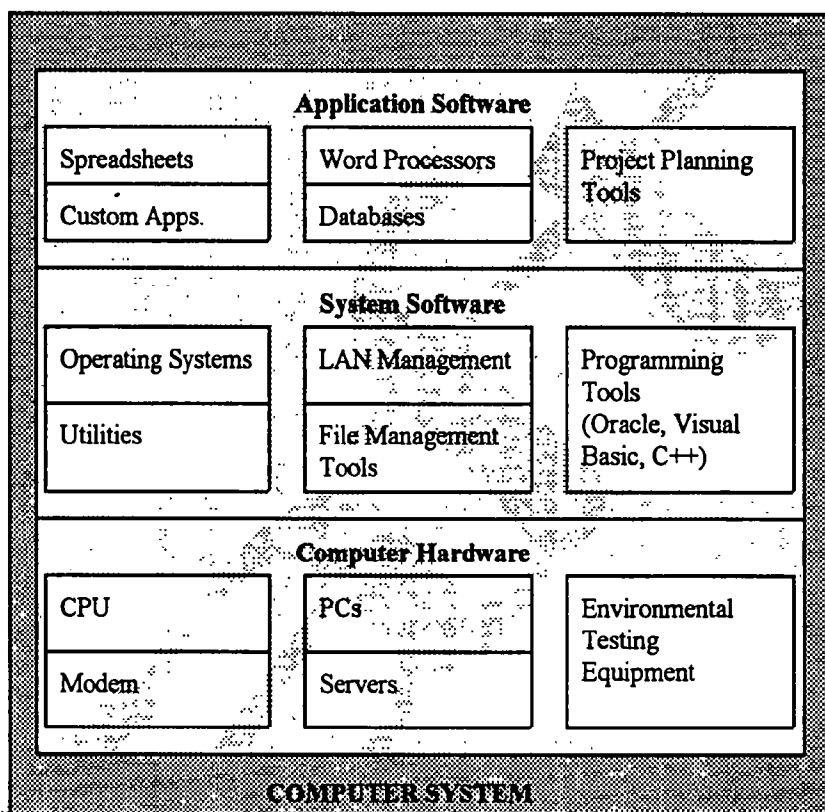 Application Software
Spreadsheets
Custom Apps.
Word Processors
Databases
Project Planning
Tools
System Software
Operating Systems
Utilities
LAN Management
File Management
Tools
Programming
Tools
(Oracle, Visual
Basic, C++)
Computer Hardware
CPU
Modem
PCs
Servers
Environmental
Testing
Equipment
COMPUTER SYSTEM